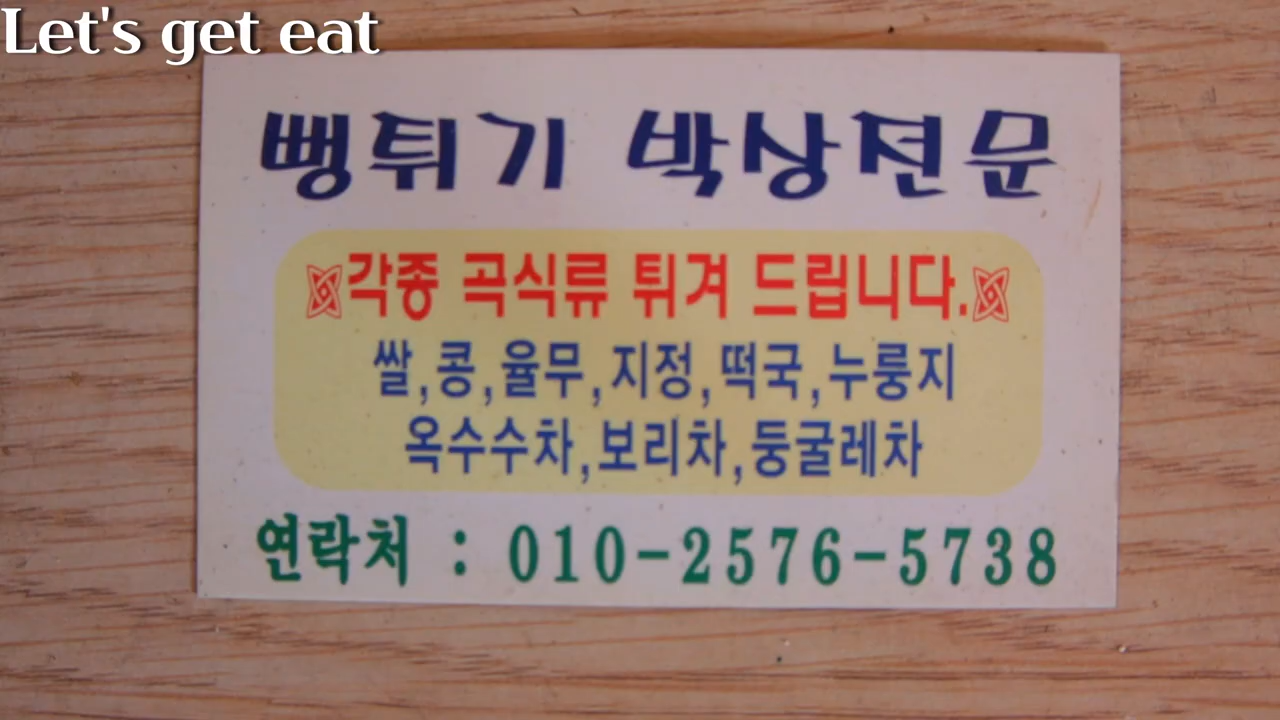 Let's get eat
뻥튀기 박상전문
각종 곡식류 튀겨 드립니다.
쌀,콩,율무,지정,떡국,누룽지
옥수수차,보리차,둥굴레차
연락처 : 010-2576-5738